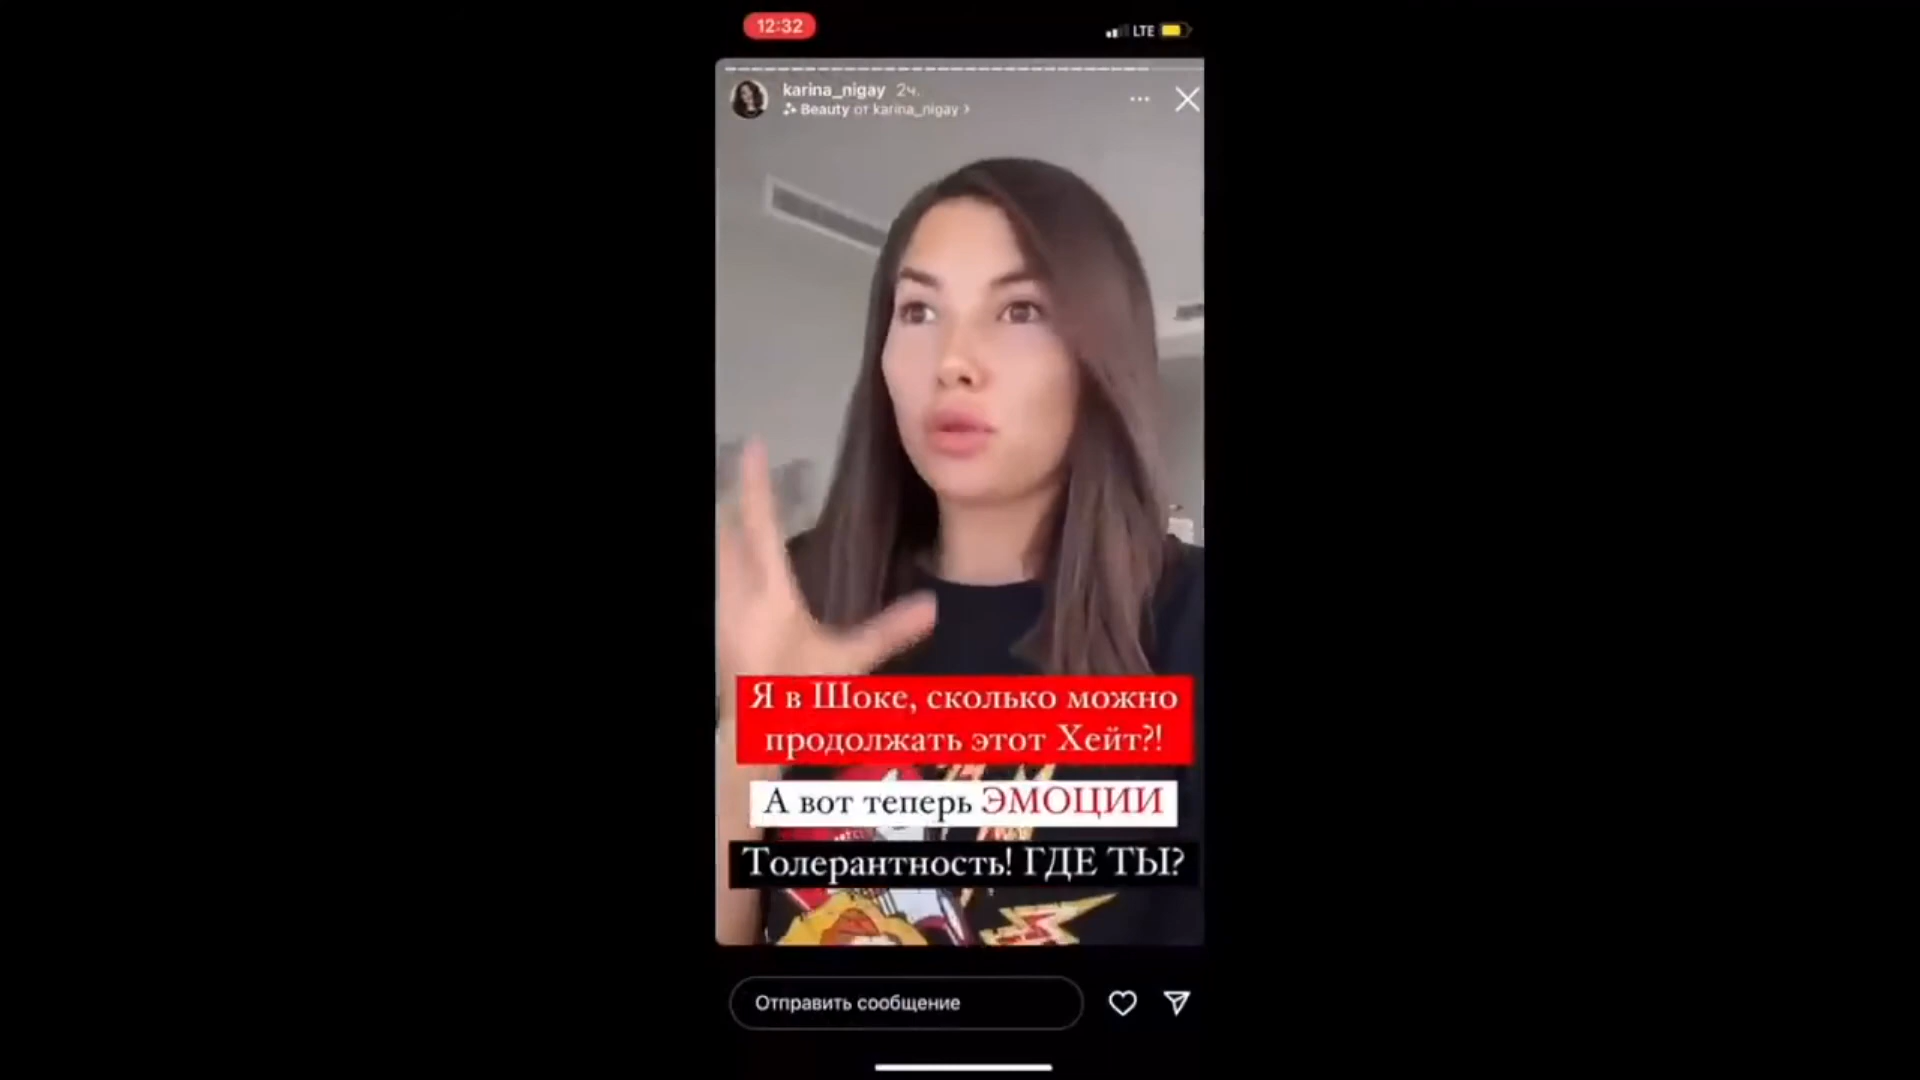 12:32
LTE
karina_nigay 2ч.
Beauty от karina_nigay
Я в Шоке, сколько можно
продолжать этот Хейт?!
А вот теперь ЭМОЦИИ
Толерантность! ГДЕ ТЫ?
Отправить сообщение